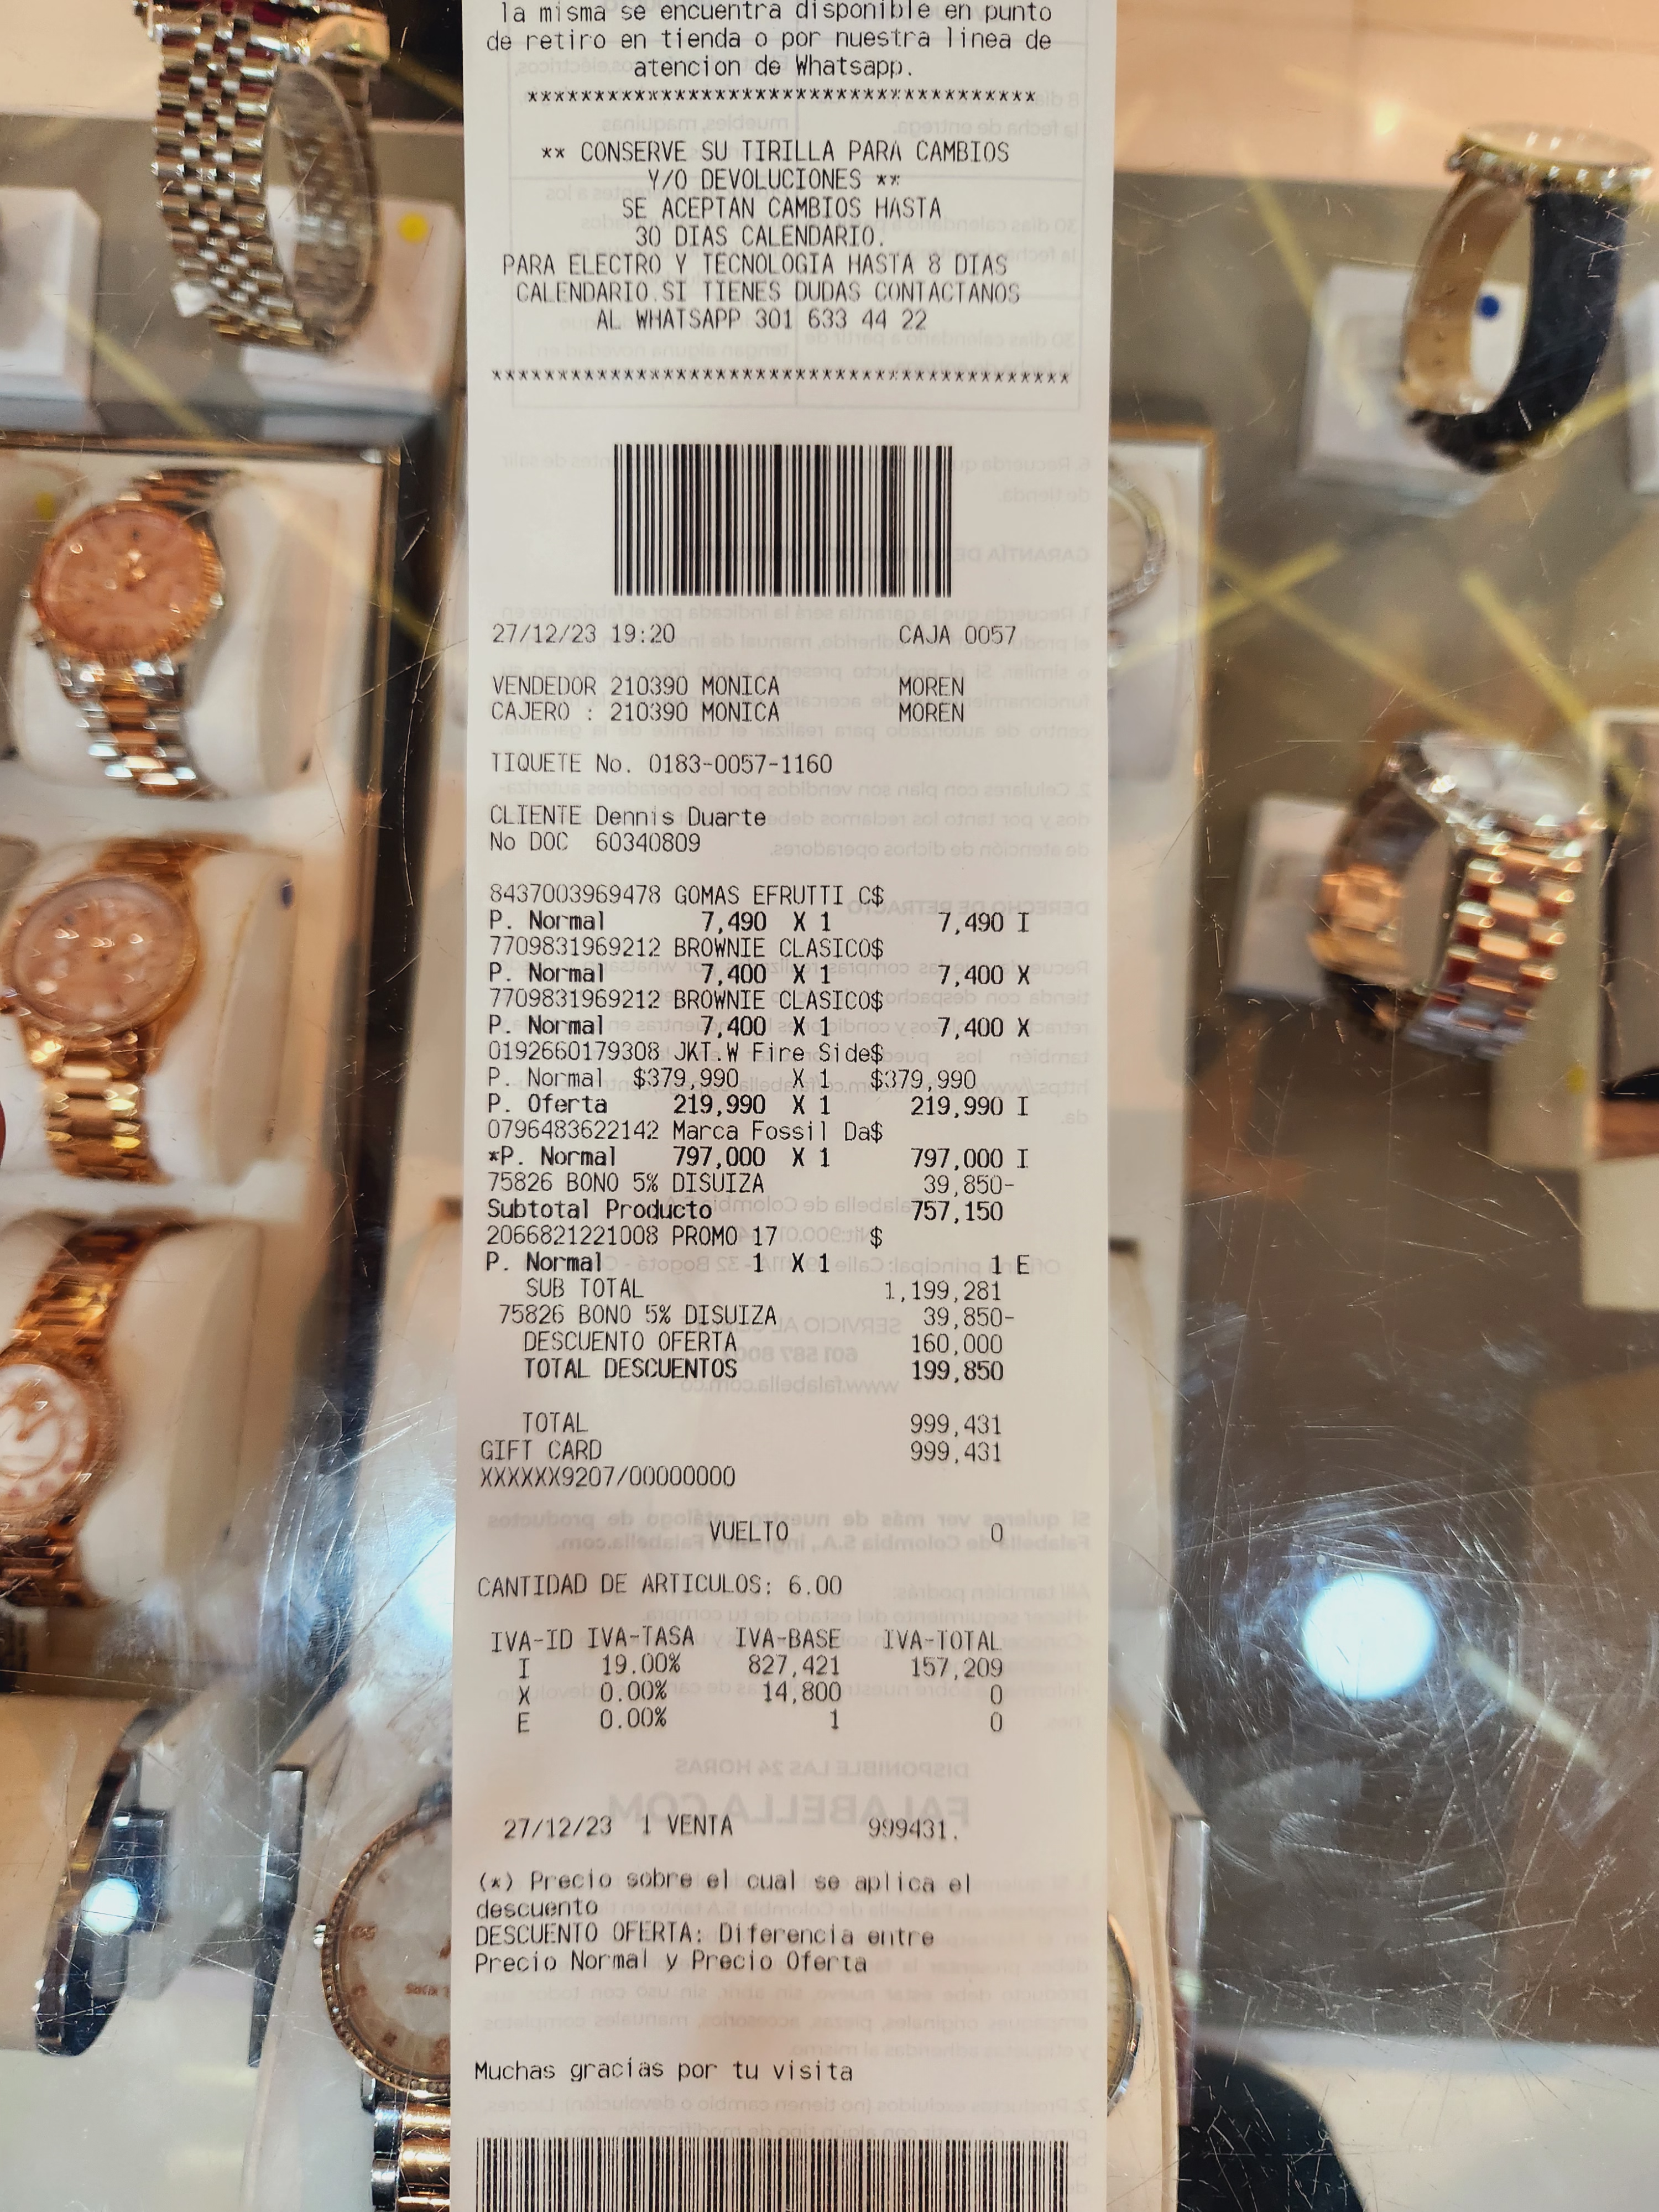 la misma se encuentra disponible en punto
de retiro en tienda o por nuestra linea de
atencion de Whatsapp.
**************************************
** CONSERVE SU TIRILLA PARA CAMBIOS
Y/O DEVOLUCIONES **
SE ACEPTAN CAMBIOS HASTA
30 DIAS CALENDARIO.
PARA ELECTRO Y TECNOLOGIA HASTA 8 DIAS
CALENDARIO.SI TIENES DUDAS CONTACTANOS
AL WHATSAPP 301 633 44 22
********************************************
27/12/23 19:20 CAJA 0057
VENDEDOR 210390 MONICA MOREN
CAJERO : 210390 MONICA MOREN
TIQUETE No. 0183-0057-1160
CLIENTE Dennis Duarte
No DOC 60340809
8437003969478 GOMAS EFRUTTI C$
P. Normal 7,490 X 1 7,490 I
7709831969212 BROWNIE CLASICO$
P. Normal 7,400 X 1 7,400 X
7709831969212 BROWNIE CLASICO$
P. Normal 7,400 X 1 7,400 X
0192660179308 JKT.W Fire Side$
P. Normal $379,990 X 1 $379,990
P. Oferta 219,990 X 1 219,990 I
0796483622142 Marca Fossil Da$
*P. Normal 797,000 X 1 797,000 I
75826 BONO 5% DISUIZA 39,850-
Subtotal Producto 757,150
2066821221008 PROMO 17 $
P. Normal 1 X 1 1 E
SUB TOTAL 1,199,281
75826 BONO 5% DISUIZA 39,850-
DESCUENTO OFERTA 160,000
TOTAL DESCUENTOS 199,850
TOTAL 999,431
GIFT CARD 999,431
XXXXXX9207/00000000
VUELTO 0
CANTIDAD DE ARTICULOS: 6.00
IVA-ID IVA-TASA IVA-BASE IVA-TOTAL
I 19.00% 827,421 157,209
X 0.00% 14,800 0
E 0.00% 1 0
27/12/23 1 VENTA 999431.
(*) Precio sobre el cual se aplica el
descuento
DESCUENTO OFERTA: Diferencia entre
Precio Normal y Precio Oferta
Muchas gracias por tu visita